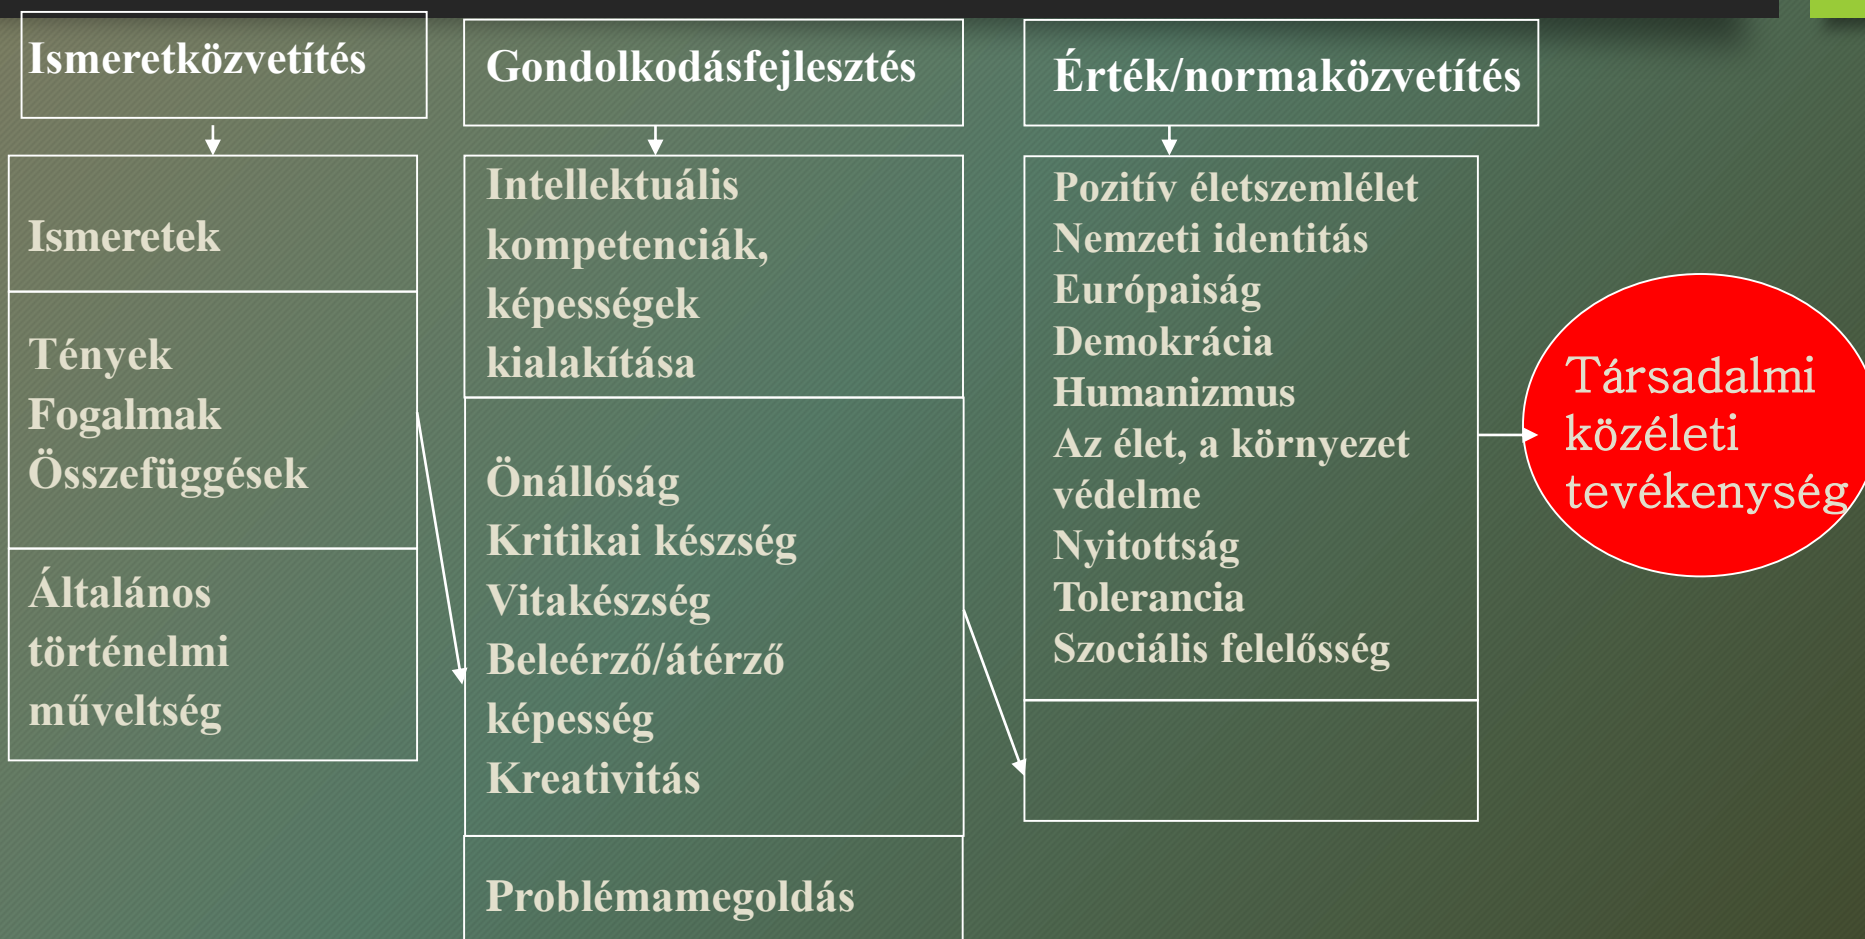 Ismeretközvetítés
Ismeretek
Tények
Fogalmak
Összefüggések
Általános
történelmi
műveltség
Gondolkodásfejlesztés
Intellektuális
kompetenciák,
képességek
kialakítása
Önállóság
Kritikai készség
Vitakészség
Beleérző/átérző
képesség
Kreativitás
Problémamegoldás
Érték/normaközvetítés
Pozitív életszemlélet
Nemzeti identitás
Európaiság
Demokrácia
Humanizmus
Az élet, a környezet
védelme
Nyitottság
Tolerancia
Szociális felelősség
Társadalmi
közéleti
tevékenység